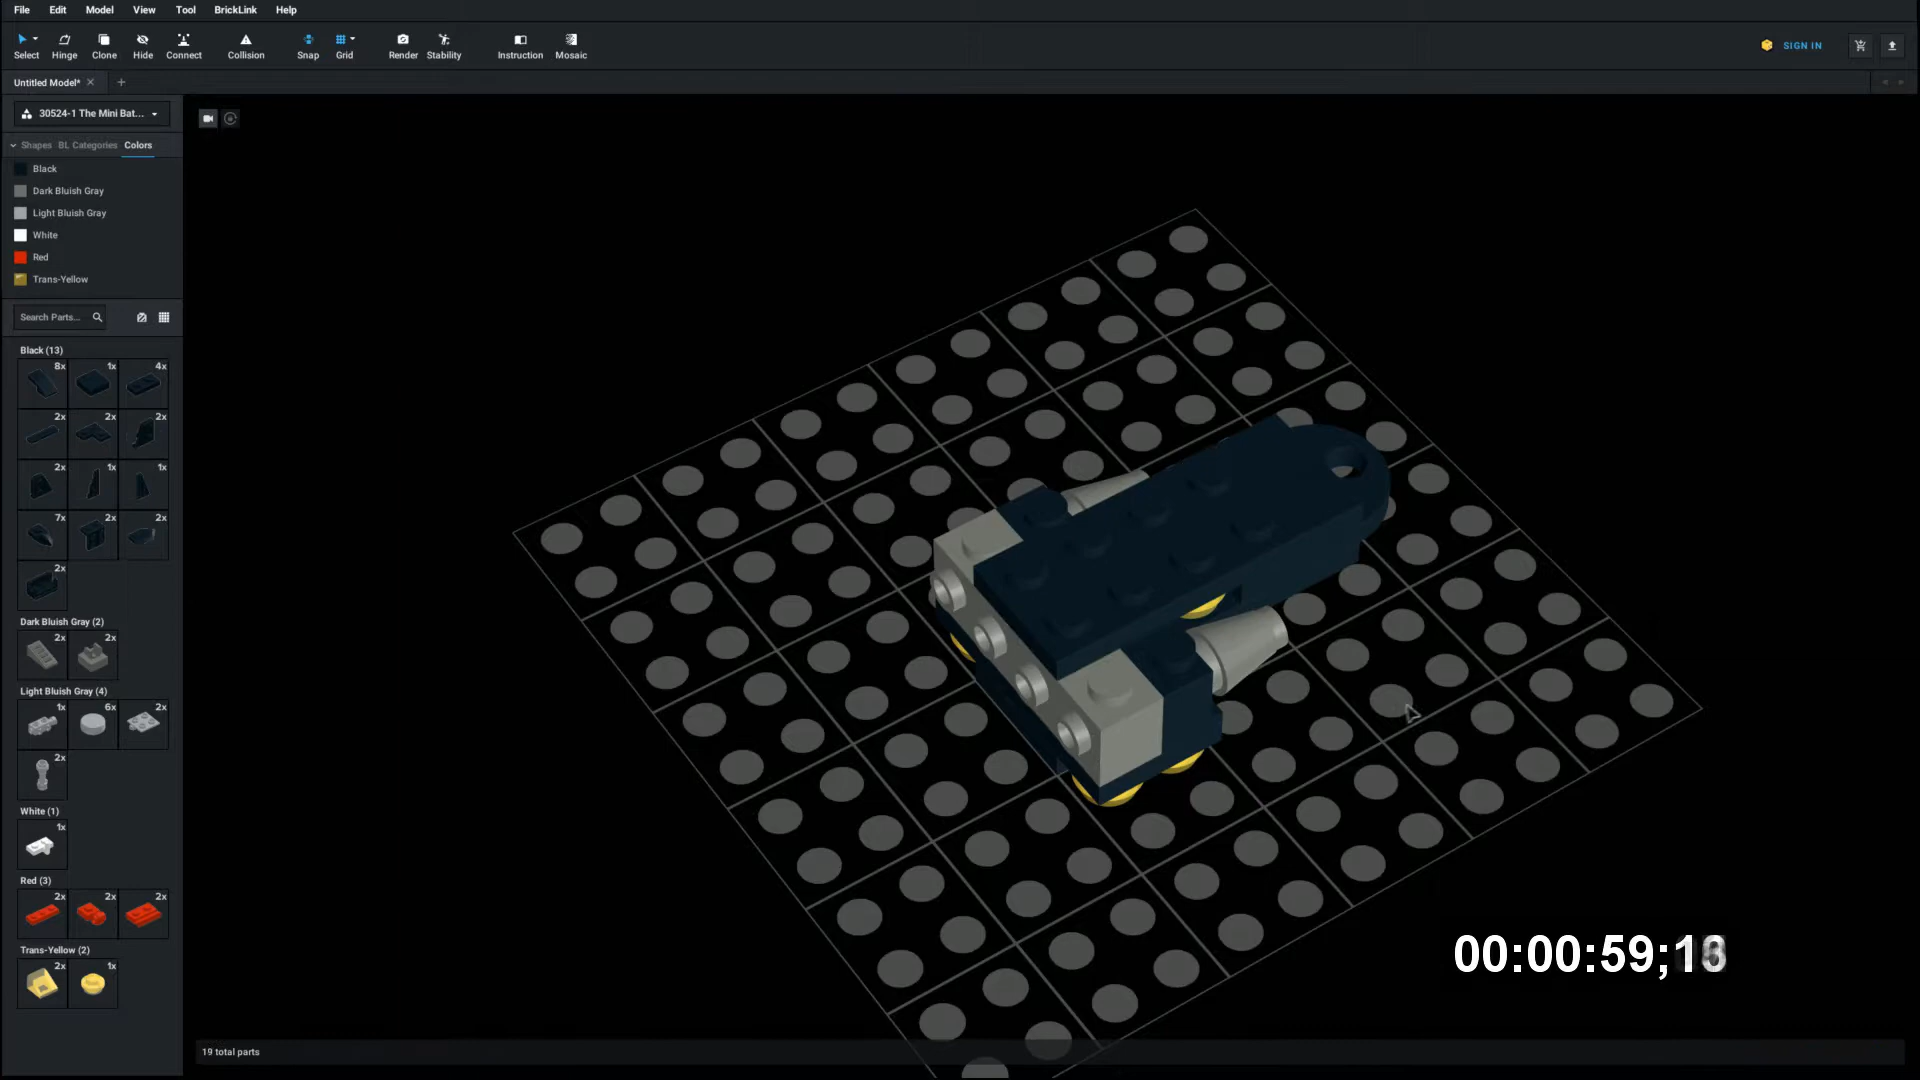 File Edit Model View Tool BrickLink Help
Select Hinge Clone Hide Connect Collision Snap Grid Render Stability Instruction Mosaic
SIGN IN
Untitled Model*
30524-1 The Mini Bat...
Shapes BL Categories Colors
Black
Dark Bluish Gray
Light Bluish Gray
White
Red
Trans-Yellow
Search Parts...
Black (13)
8x 1x 4x
2x 2x 2x
2x 1x 1x
7x 2x 2x
2x
Dark Bluish Gray (2)
2x 2x
Light Bluish Gray (4)
1x 6x 2x
2x
White (1)
1x
Red (3)
2x 2x 2x
Trans-Yellow (2)
2x 1x
00:00:59;1
19 total parts